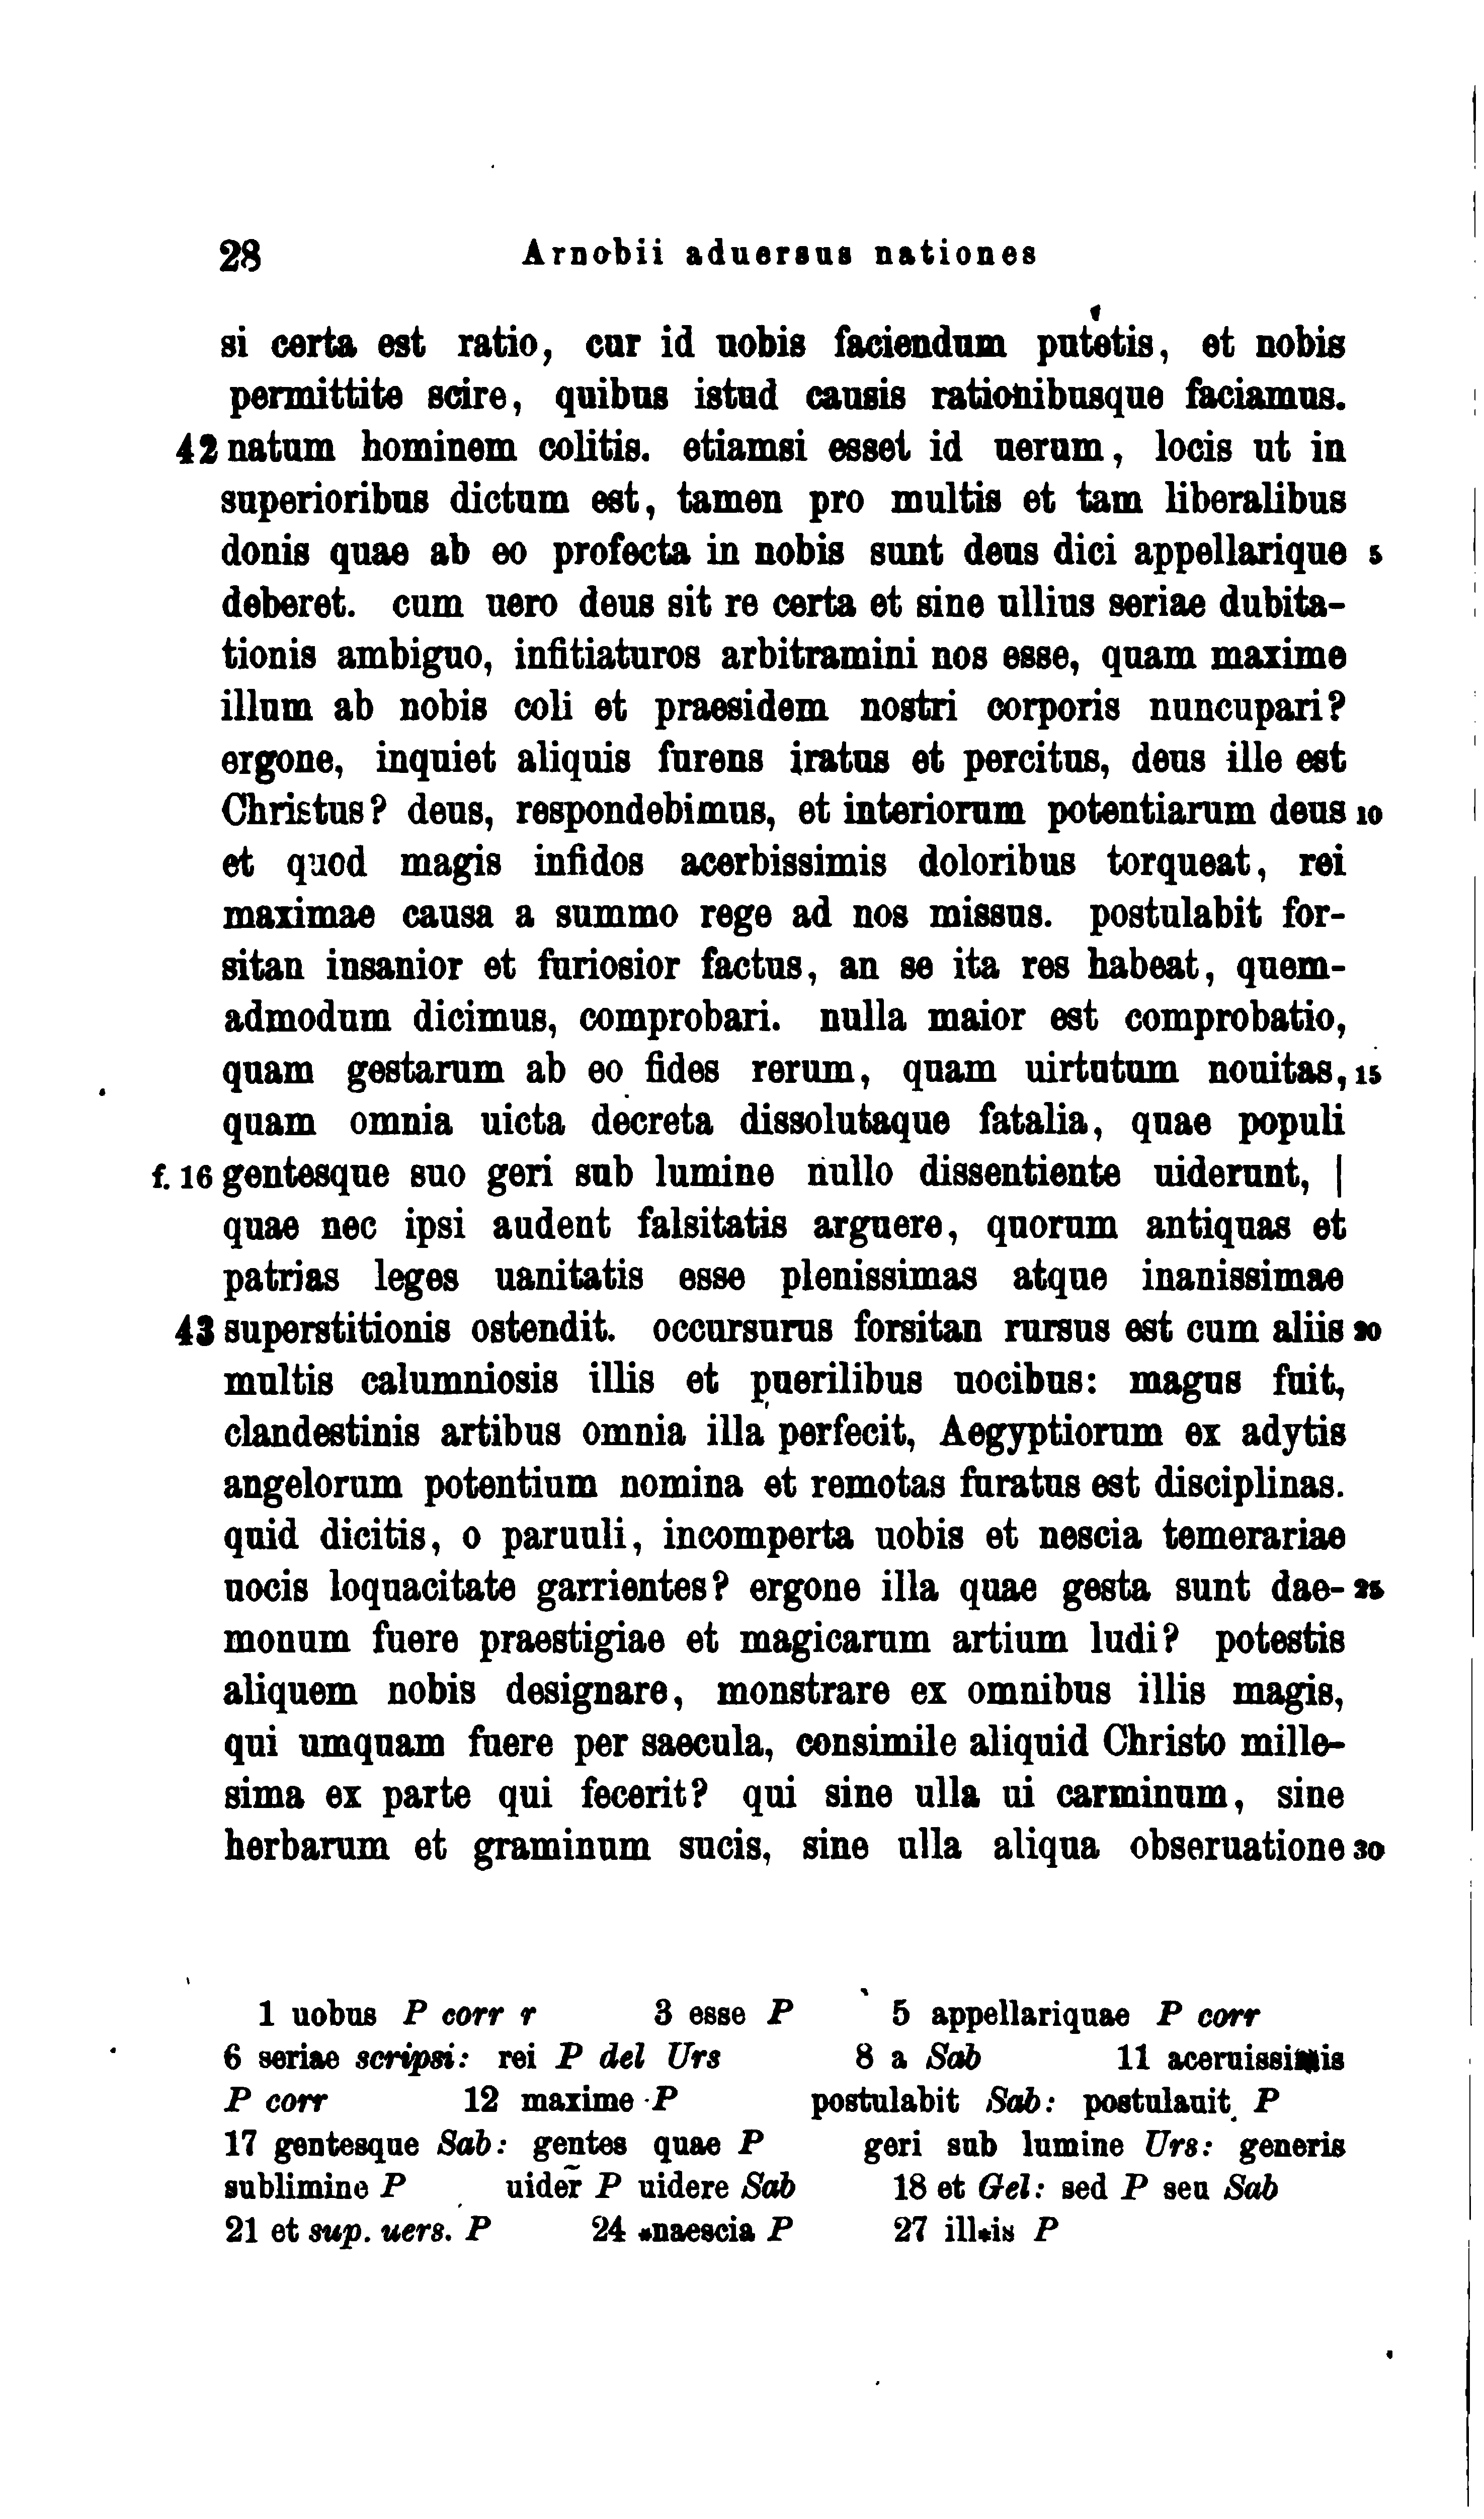 28 Arnobii aduersus nationes
si certa est ratio, cur id uobis faciendum putetis, et nobis
permittite scire, quibus istud causis rationibusque faciamus.
42 natum hominem colitis. etiamsi esset id uerum, locis ut in
superioribus dictum est, tamen pro multis et tam liberalibus
donis quae ab eo profecta in nobis sunt deus dici appellarique 5
deberet. cum uero deus sit re certa et sine ullius seriae dubita-
tionis ambiguo, infitiaturos arbitramini nos esse, quam maxime
illum ab nobis coli et praesidem nostri corporis nuncupari?
ergone, inquiet aliquis furens iratus et percitus, deus ille est
Christus? deus, respondebimus, et interiorum potentiarum deus 10
et quod magis infidos acerbissimis doloribus torqueat, rei
maximae causa a summo rege ad nos missus. postulabit for-
sitan insanior et furiosior factus, an se ita res habeat, quem-
admodum dicimus, comprobari. nulla maior est comprobatio,
quam gestarum ab eo fides rerum, quam uirtutum nouitas, 15
quam omnia uicta decreta dissolutaque fatalia, quae populi
f. 16 gentesque suo geri sub lumine nullo dissentiente uiderunt, |
quae nec ipsi audent falsitatis arguere, quorum antiquas et
patrias leges uanitatis esse plenissimas atque inanissimae
43 superstitionis ostendit. occursurus forsitan rursus est cum aliis 20
multis calumniosis illis et puerilibus uocibus: magus fuit,
clandestinis artibus omnia illa perfecit, Aegyptiorum ex adytis
angelorum potentium nomina et remotas furatus est disciplinas.
quid dicitis, o paruuli, incomperta uobis et nescia temerariae
uocis loquacitate garrientes? ergone illa quae gesta sunt dae- 25
monum fuere praestigiae et magicarum artium ludi? potestis
aliquem nobis designare, monstrare ex omnibus illis magis,
qui umquam fuere per saecula, consimile aliquid Christo mille-
sima ex parte qui fecerit? qui sine ulla ui carminum, sine
herbarum et graminum sucis, sine ulla aliqua obseruatione 30
1 uobus P corr r 3 esse P 5 appellariquae P corr
6 seriae scripsi: rei P del Urs 8 a Sab 11 aceruissimis
P corr 12 maxime P postulabit Sab: postulauit P
17 gentesque Sab: gentes quae P geri sub lumine Urs: generis
sublimine P uider̃ P uidere Sab 18 et Gel: sed P seu Sab
21 et sup. uers. P 24 *naescia P 27 ill*is P